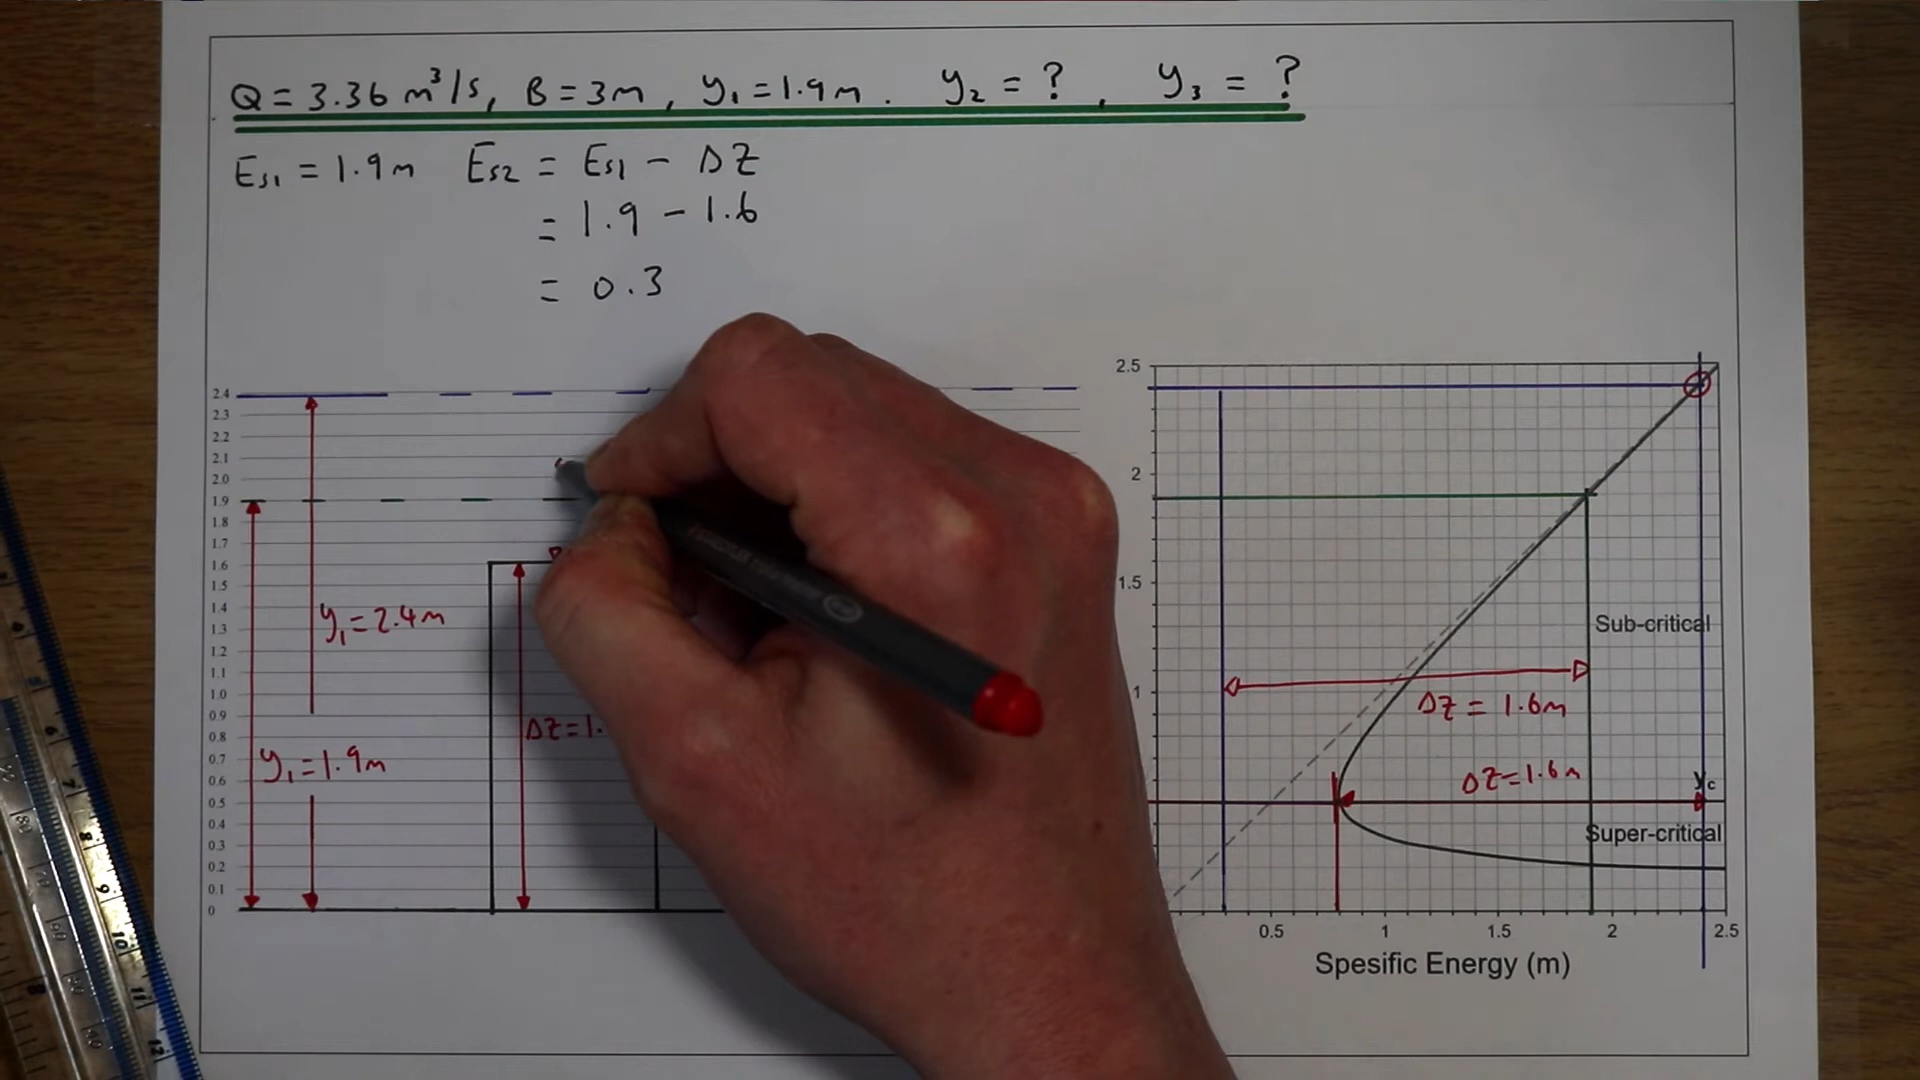 Q = 3.36 m³/s, B = 3m, y₁ = 1.9m. y₂ = ?, y₃ = ?
Es₁ = 1.9m Es2 = Es1 - ΔZ
= 1.9 - 1.6
= 0.3
2.4
2.3
2.2
2.1
2.0
1.9
1.8
1.7
1.6
1.5
1.4
1.3
1.2
1.1
1.0
0.9
0.8
0.7
0.6
0.5
0.4
0.3
0.2
0.1
0
y₁ = 2.4m
y₁ = 1.9m
ΔZ = 1.
2.5
2
1.5
1
Sub-critical
ΔZ = 1.6m
ΔZ = 1.6m
yc
Super-critical
0.5 1 1.5 2 2.5
Spesific Energy (m)